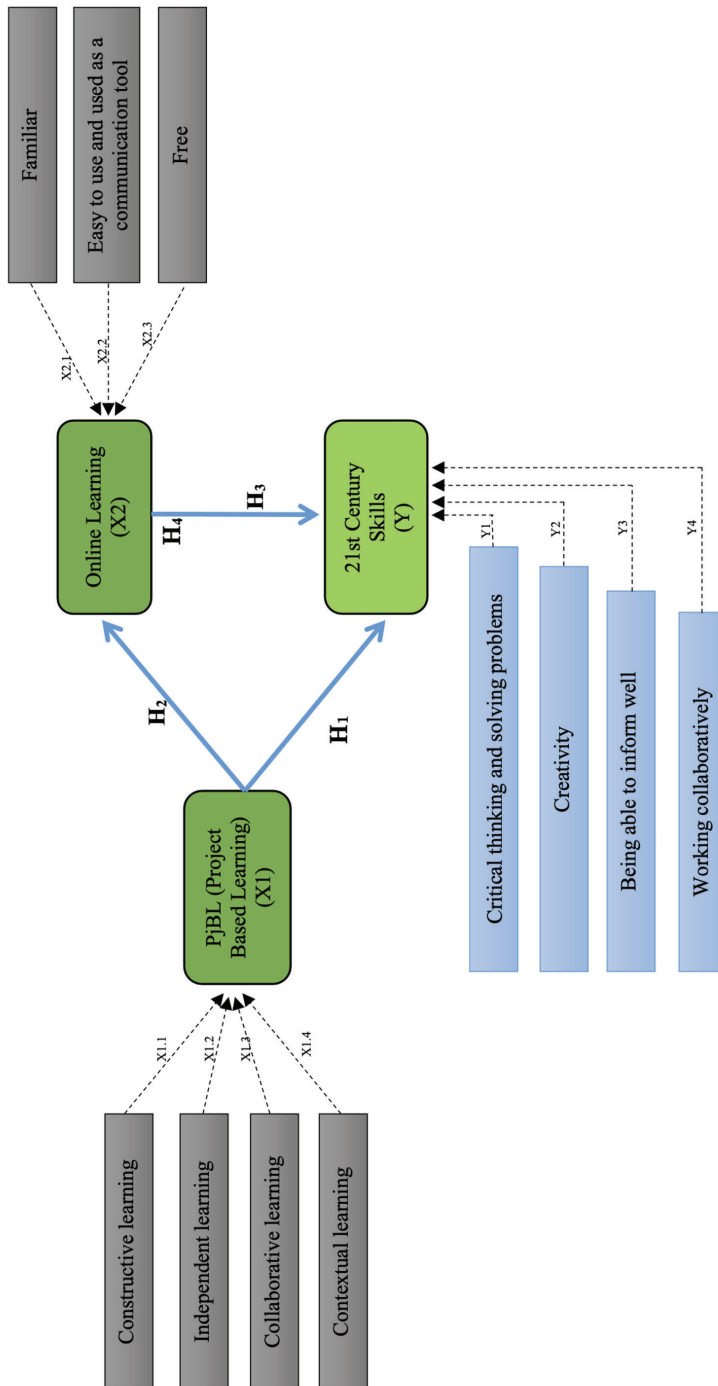 Constructive learning
Independent learning
Collaborative learning
Contextual learning
X1.1
X1.2
X1.3
X1.4
PjBL (Project
Based Learning)
(X1)
H2
H1
Online Learning
(X2)
H4
H3
21st Century
Skills
(Y)
X2.1
X2.2
X2.3
Familiar
Easy to use and used as a
communication tool
Free
Critical thinking and solving problems
Creativity
Being able to inform well
Working collaboratively
Y1
Y2
Y3
Y4